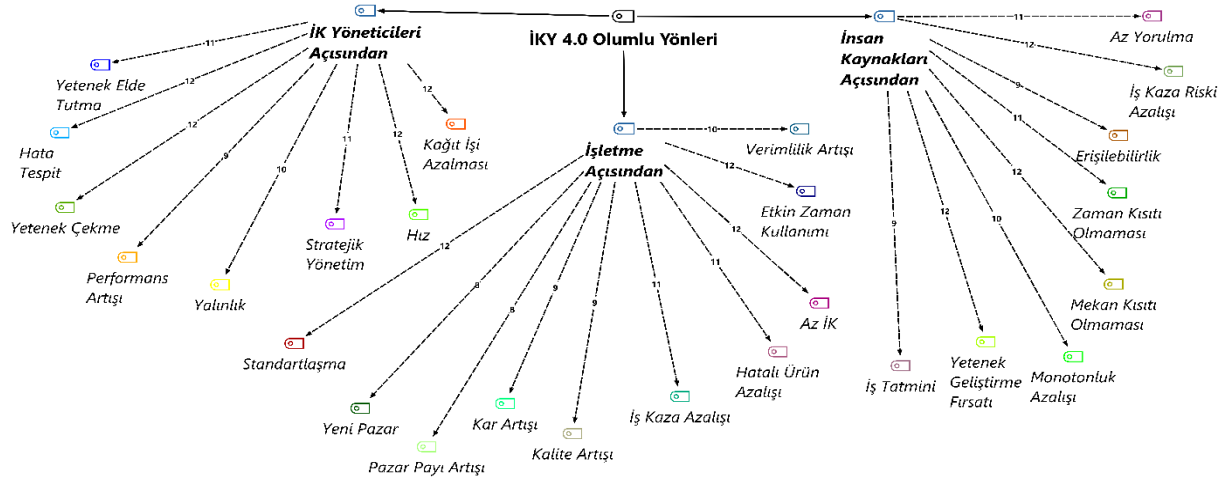 İKY 4.0 Olumlu Yönleri
İK Yöneticileri
Açısından
11
Yetenek Elde
Tutma
12
Hata
Tespit
12
Yetenek Çekme
9
Performans
Artışı
10
Yalınlık
11
Stratejik
Yönetim
12
Hız
12
Kağıt İşi
Azalması
İşletme
Açısından
10
Verimlilik Artışı
12
Etkin Zaman
Kullanımı
12
Az İK
11
Hatalı Ürün
Azalışı
11
İş Kaza Azalışı
9
Kalite Artışı
9
Kar Artışı
8
Pazar Payı Artışı
8
Yeni Pazar
12
Standartlaşma
İnsan
Kaynakları
Açısından
11
Az Yorulma
12
İş Kaza Riski
Azalışı
9
Erişilebilirlik
11
Zaman Kısıtı
Olmaması
12
Mekan Kısıtı
Olmaması
10
Monotonluk
Azalışı
12
Yetenek
Geliştirme
Fırsatı
9
İş Tatmini